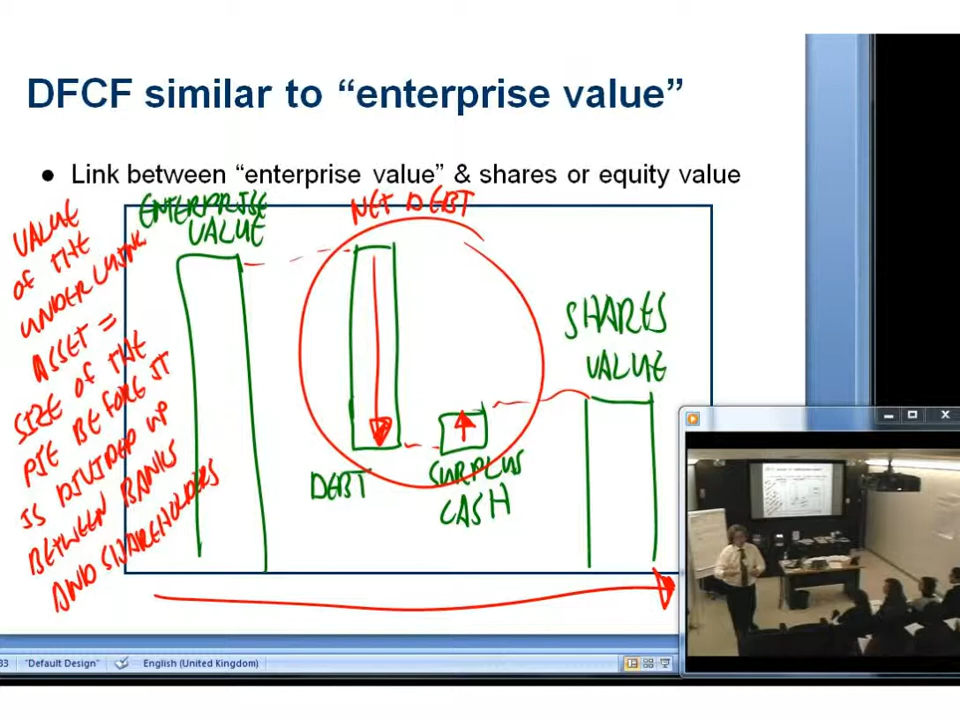 DFCF similar to “enterprise value”
● Link between “enterprise value” & shares or equity value
ENTERPRISE
VALUE
NET DEBT
VALUE
OF THE
UNDERLYING
ASSET =
SIZE OF THE
PIE BEFORE IT
IS DIVIDED UP
BETWEEN BANKS
AND SHAREHOLDERS
SHARES
VALUE
DEBT
SURPLUS
CASH
33
"Default Design"
English (United Kingdom)